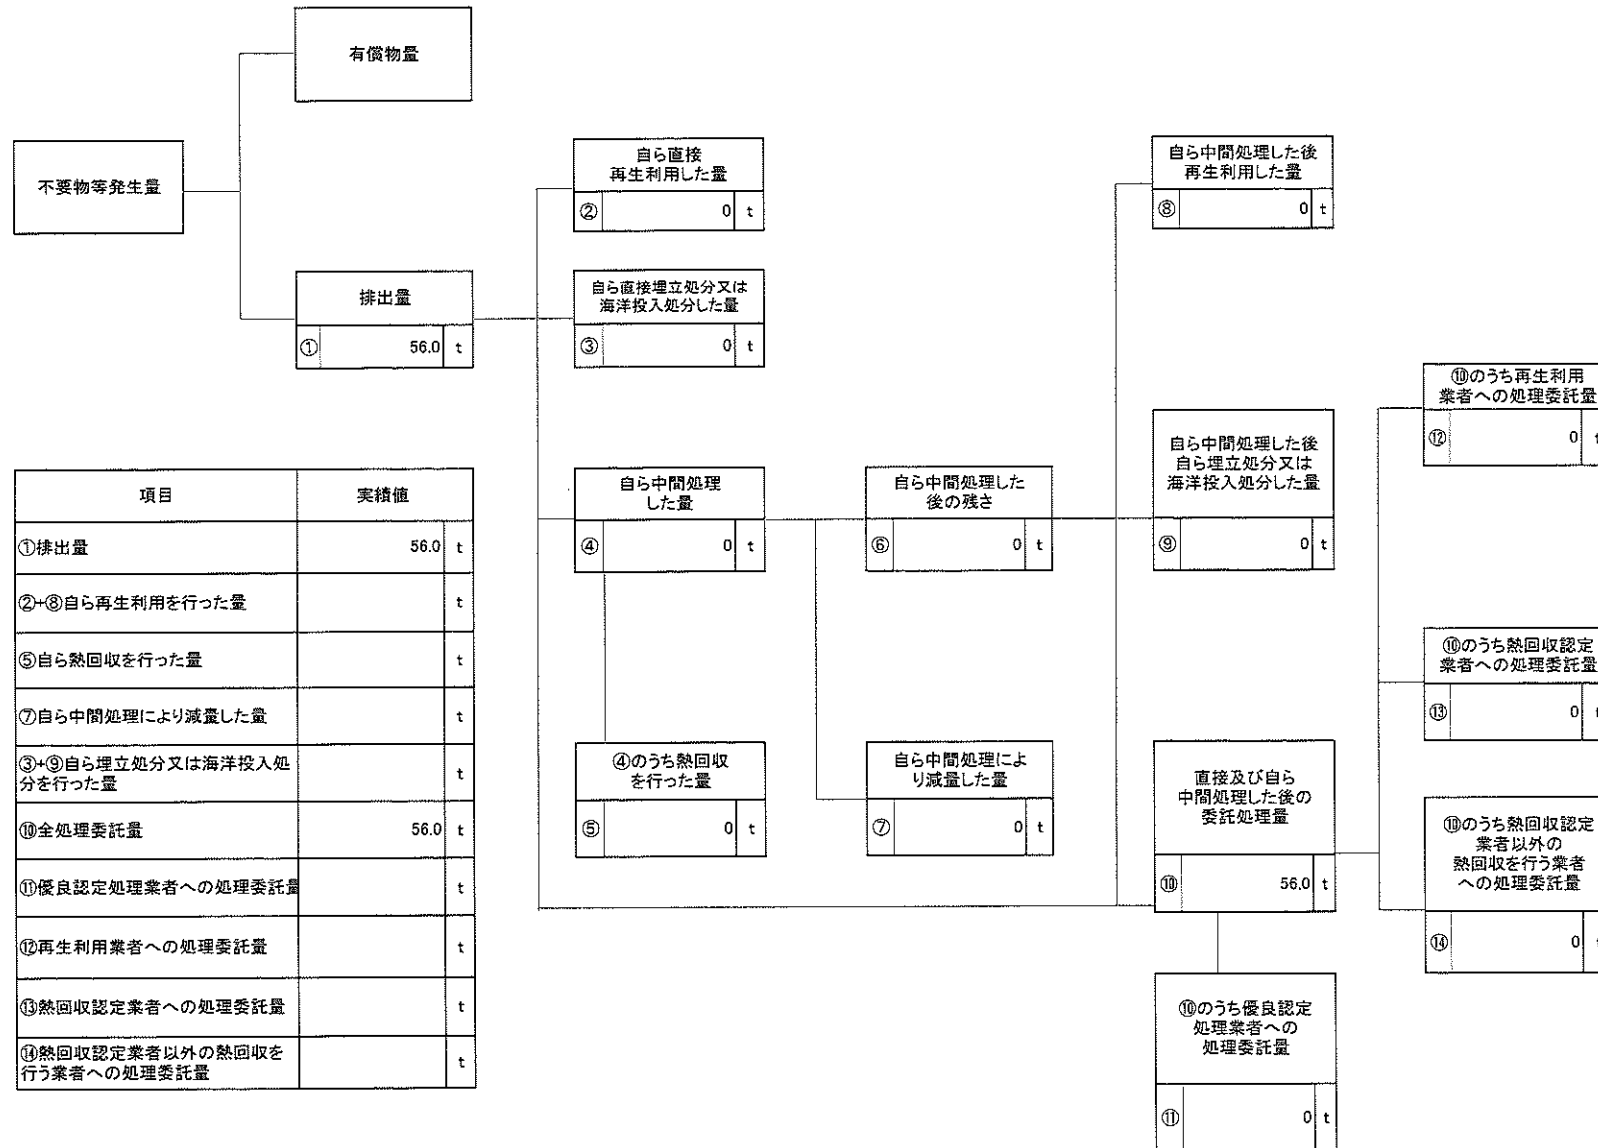 有償物量
不要物等発生量
排出量
① 56.0 t
自ら直接
再生利用した量
② 0 t
自ら直接埋立処分又は
海洋投入処分した量
③ 0 t
自ら中間処理
した量
④ 0 t
④のうち熱回収
を行った量
⑤ 0 t
自ら中間処理した
後の残さ
⑥ 0 t
自ら中間処理によ
り減量した量
⑦ 0 t
自ら中間処理した後
再生利用した量
⑧ 0 t
自ら中間処理した後
自ら埋立処分又は
海洋投入処分した量
⑨ 0 t
直接及び自ら
中間処理した後の
委託処理量
⑩ 56.0 t
⑩のうち優良認定
処理業者への
処理委託量
⑪ 0 t
⑩のうち再生利用
業者への処理委託量
⑫ 0 t
⑩のうち熱回収認定
業者への処理委託量
⑬ 0 t
⑩のうち熱回収認定
業者以外の
熱回収を行う業者
への処理委託量
⑭ 0 t
項目 実績値
①排出量 56.0 t
②+⑧自ら再生利用を行った量 t
⑤自ら熱回収を行った量 t
⑦自ら中間処理により減量した量 t
③+⑨自ら埋立処分又は海洋投入処
分を行った量 t
⑩全処理委託量 56.0 t
⑪優良認定処理業者への処理委託量 t
⑫再生利用業者への処理委託量 t
⑬熱回収認定業者への処理委託量 t
⑭熱回収認定業者以外の熱回収を
行う業者への処理委託量 t